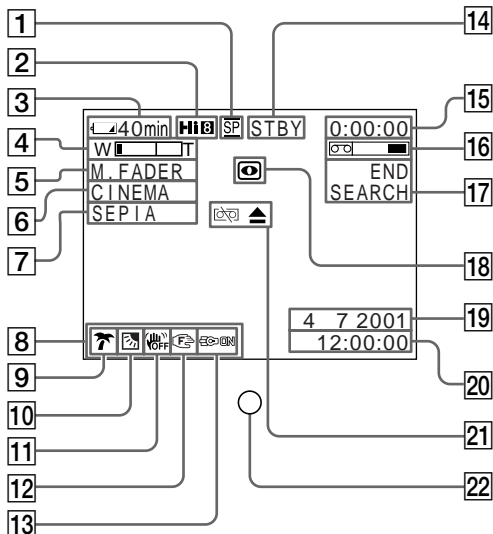 1
14
2
3
15
40min Hi8 SP STBY 0:00:00
4
W T
16
5
M.FADER
END
SEARCH
17
6
CINEMA
7
SEPIA
18
4 7 2001
19
8
12:00:00
20
OFF F ON
9
10
21
11
12
22
13